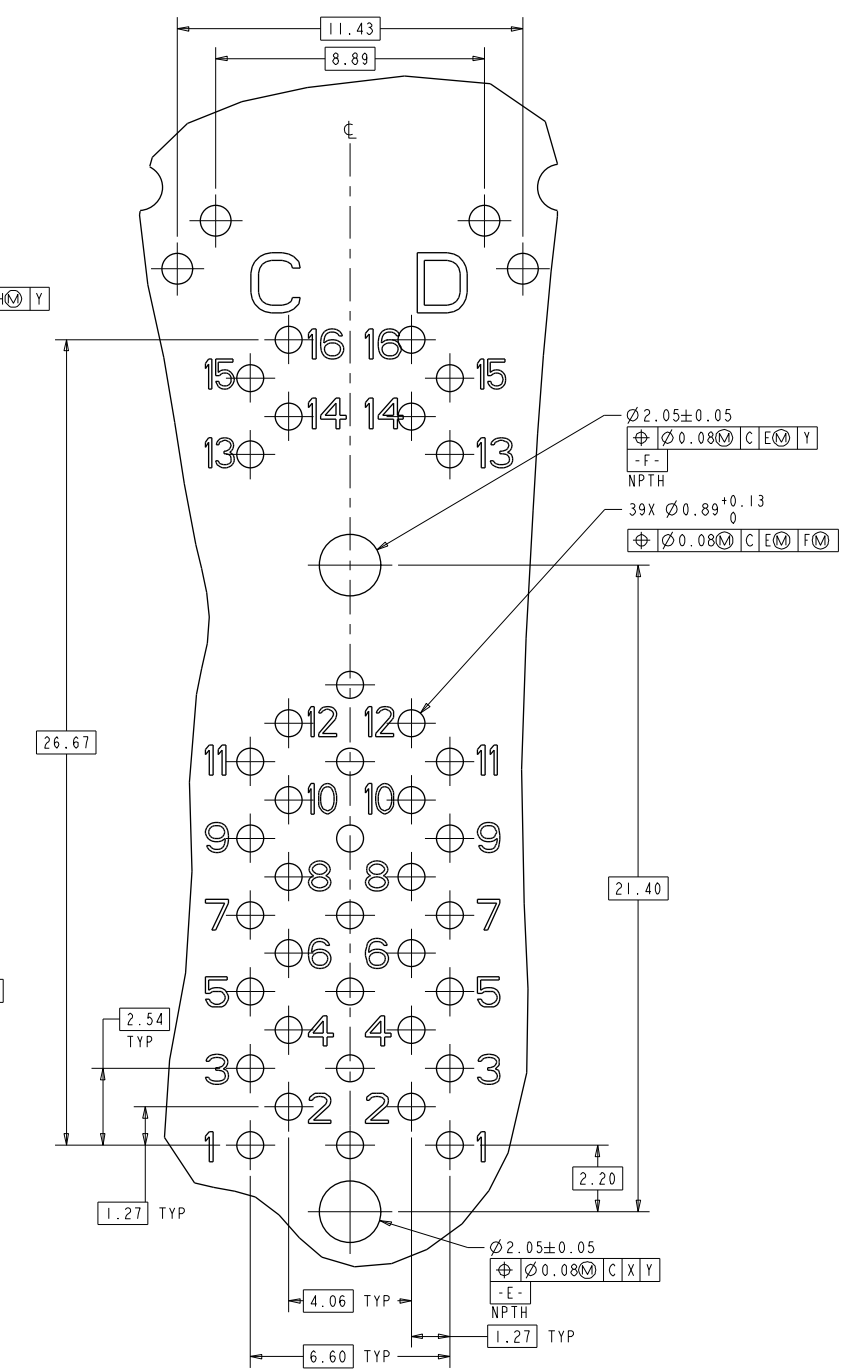 11.43
8.89
℄
C D
Ⓜ Y
16 16
15 15
14 14
13 13
Ø2.05±0.05
⌖ Ø0.08Ⓜ C EⓂ Y
-F-
NPTH
39X Ø0.89 +0.13 0
⌖ Ø0.08Ⓜ C EⓂ FⓂ
12 12
26.67
11 11
10 10
9 9
8 8
21.40
7 7
6 6
5 5
2.54
TYP
4 4
3 3
2 2
1 1
2.20
1.27 TYP
Ø2.05±0.05
⌖ Ø0.08Ⓜ C X Y
-E-
NPTH
4.06 TYP
1.27 TYP
6.60 TYP